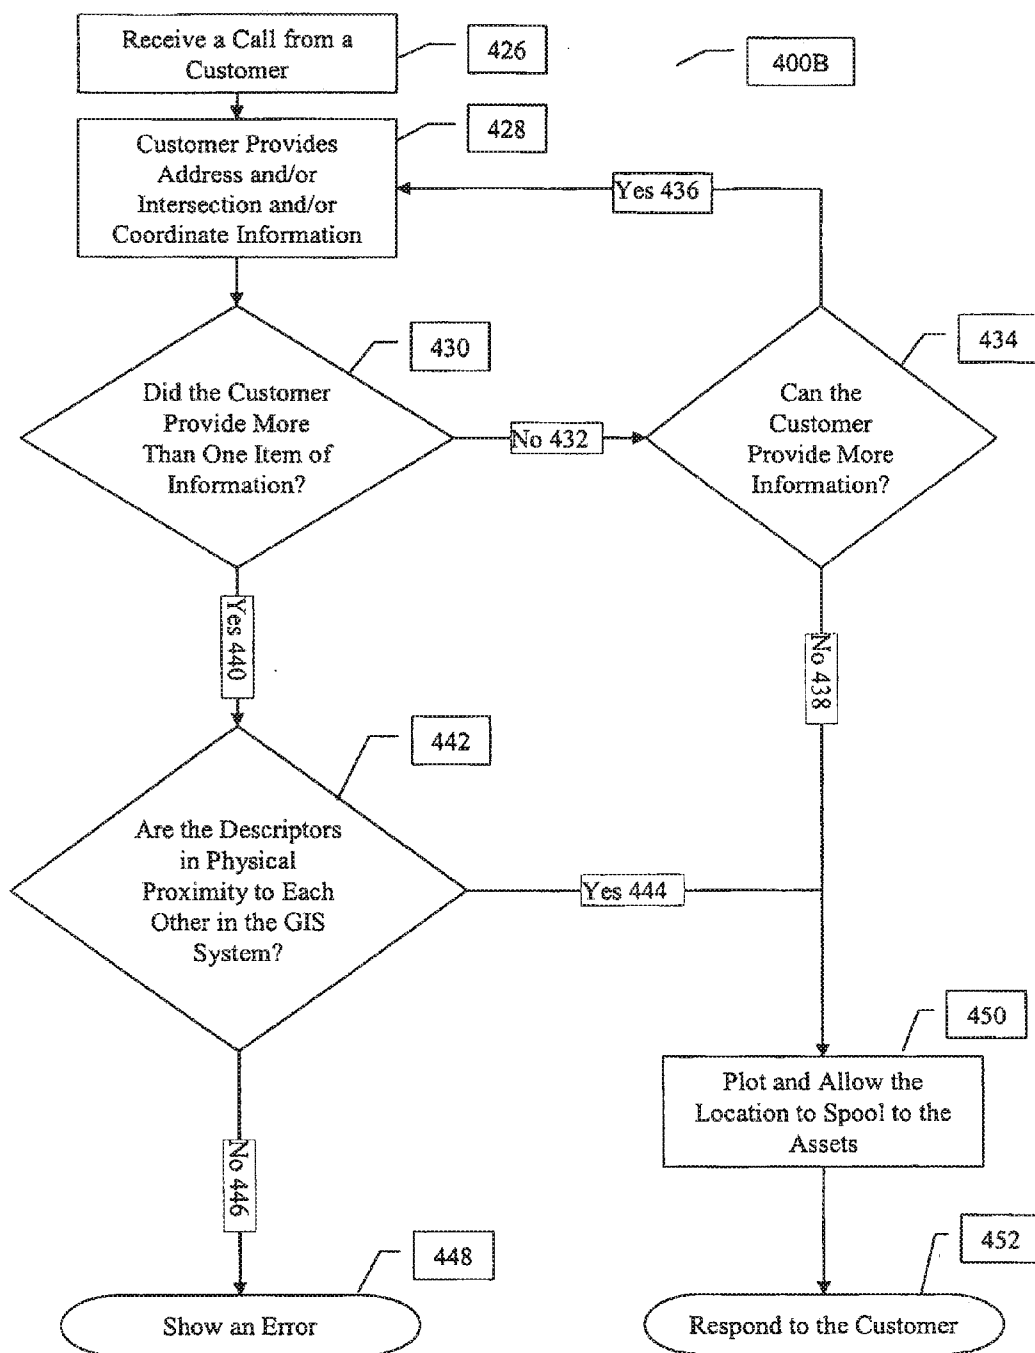 Receive a Call from a
Customer
426
400B
Customer Provides
Address and/or
Intersection and/or
Coordinate Information
428
Yes 436
Did the Customer
Provide More
Than One Item of
Information?
430
No 432
Can the
Customer
Provide More
Information?
434
Yes 440
No 438
Are the Descriptors
in Physical
Proximity to Each
Other in the GIS
System?
442
Yes 444
No 446
Plot and Allow the
Location to Spool to the
Assets
450
Show an Error
448
Respond to the Customer
452